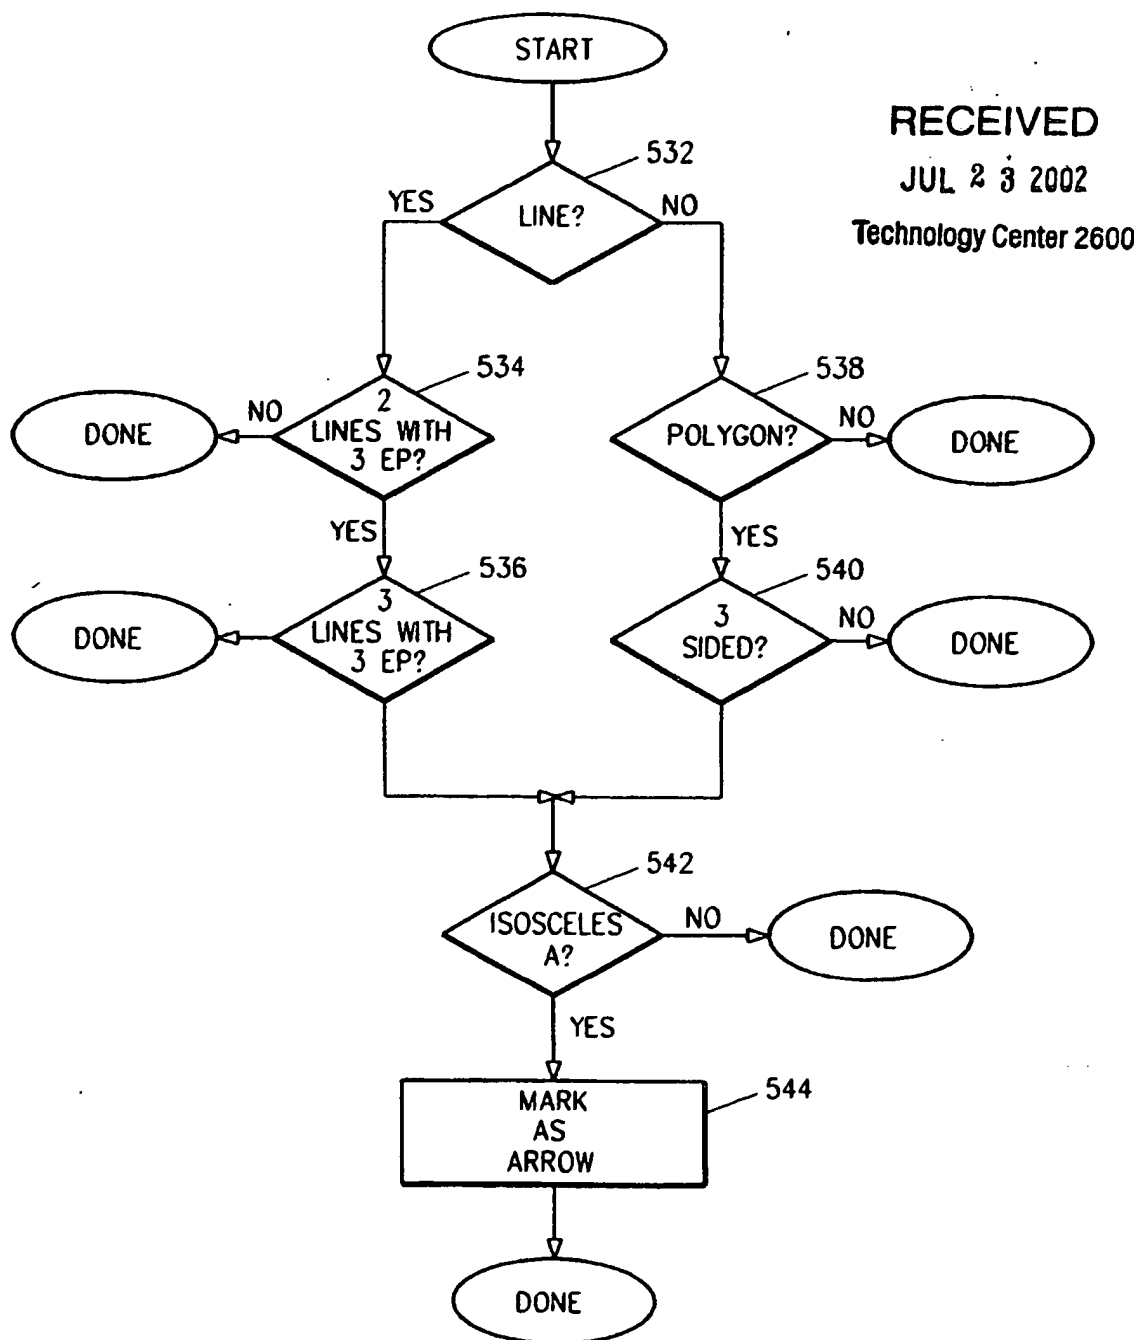 START
RECEIVED
JUL 23 2002
Technology Center 2600
532
YES
LINE?
NO
534
538
2
LINES WITH
3 EP?
NO
DONE
POLYGON?
NO
DONE
YES
YES
536
540
3
LINES WITH
3 EP?
DONE
3
SIDED?
NO
DONE
542
ISOSCELES
A?
NO
DONE
YES
MARK
AS
ARROW
544
DONE